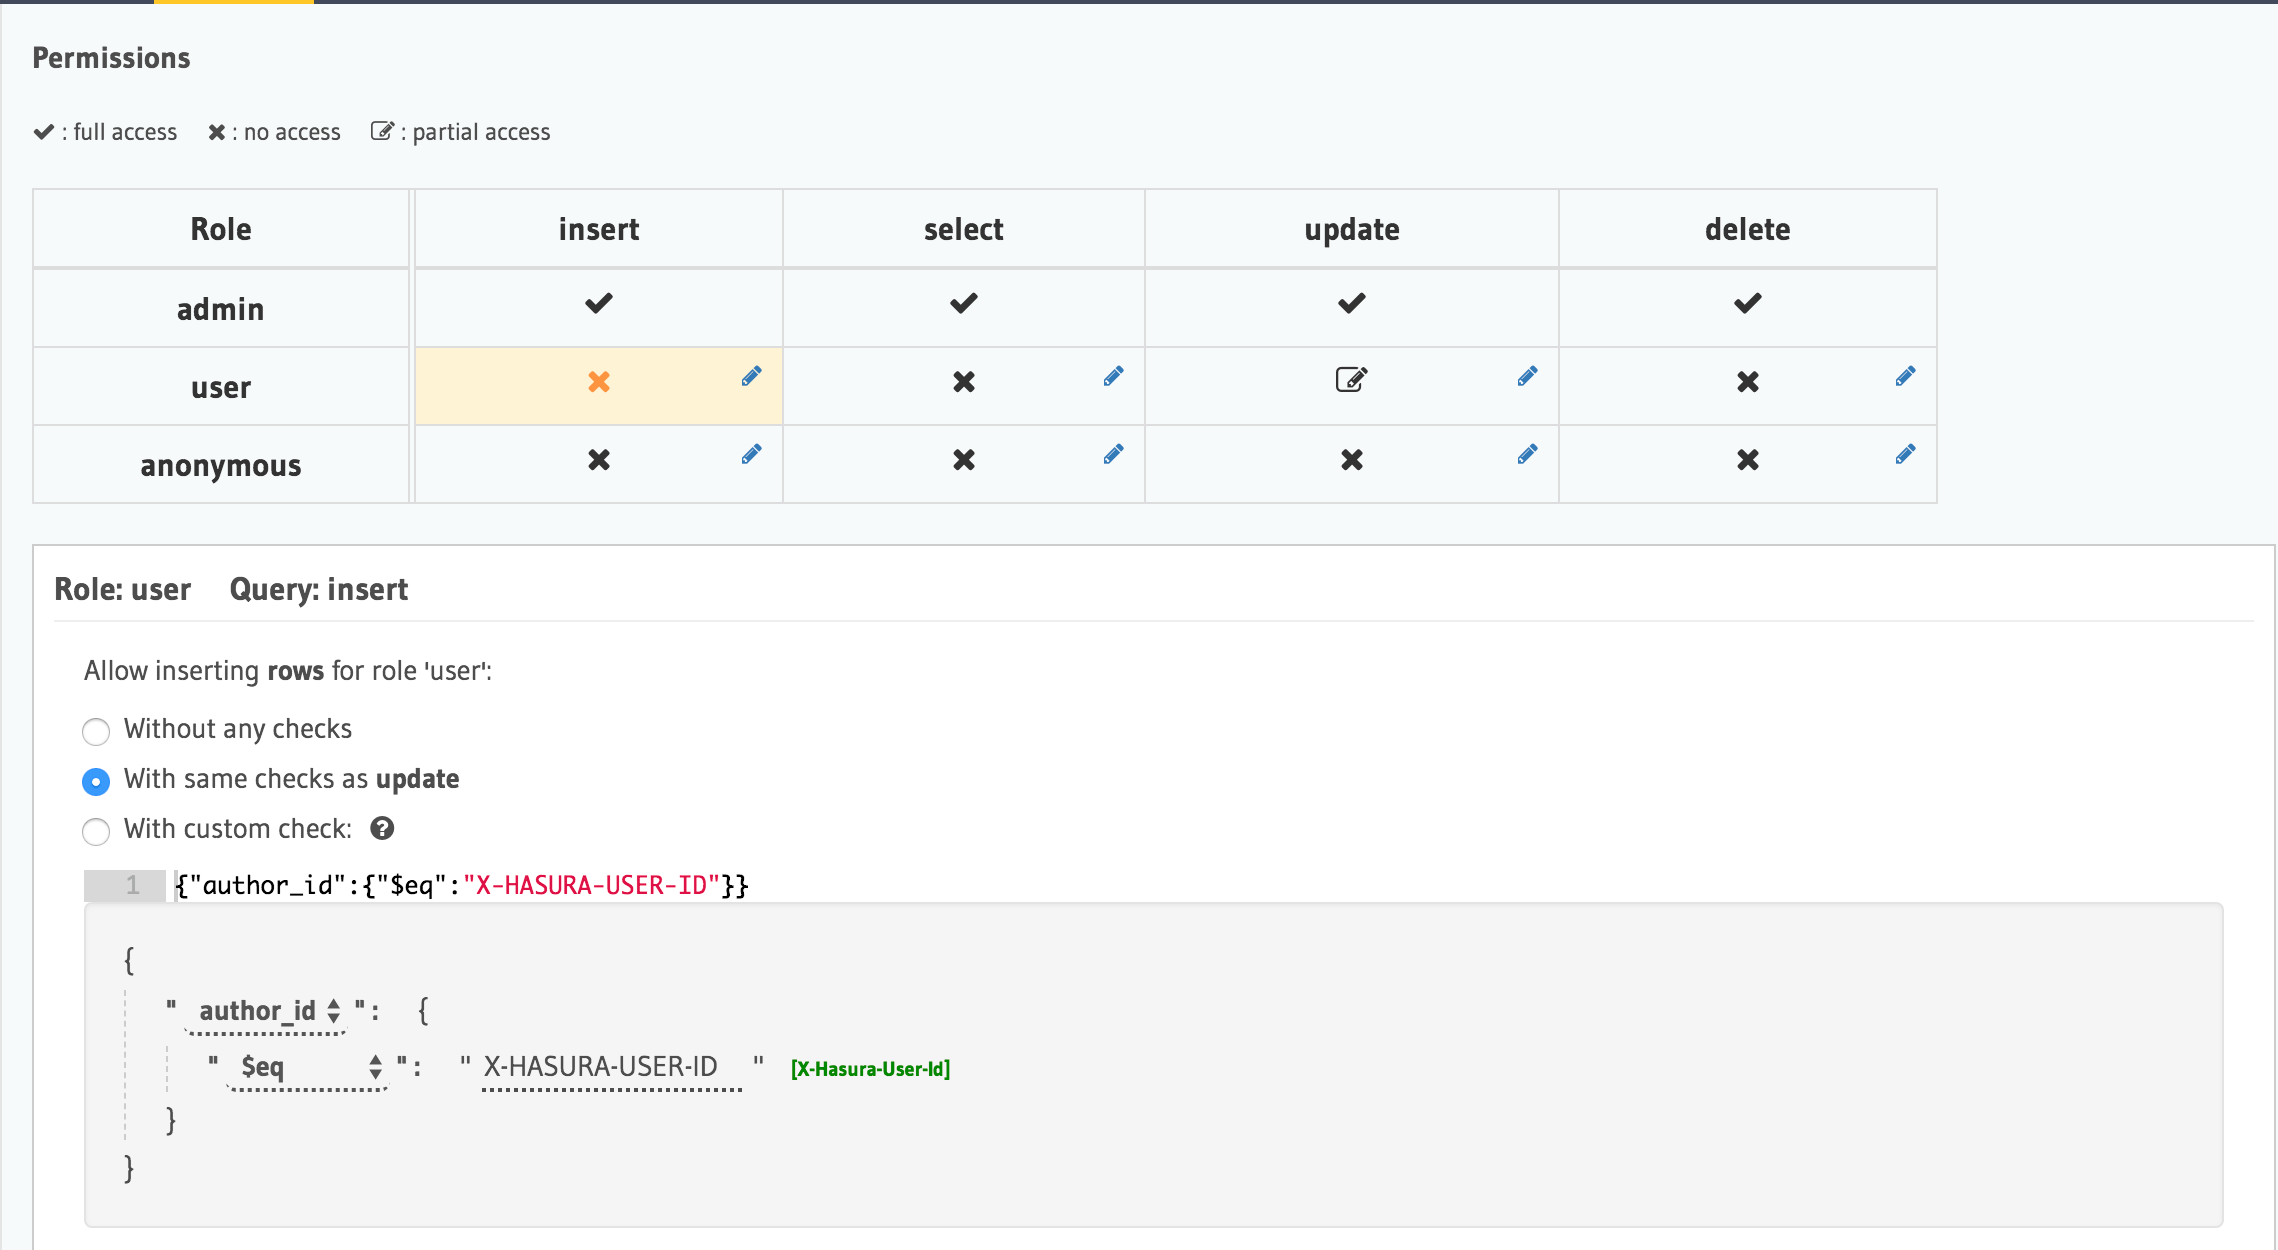 Permissions
: full access : no access : partial access
Role insert select update delete
admin
user
anonymous
Role: user Query: insert
Allow inserting rows for role 'user':
Without any checks
With same checks as update
With custom check:
1 {"author_id":{"$eq":"X-HASURA-USER-ID"}}
{
" author_id ": {
" $eq ": " X-HASURA-USER-ID " [X-Hasura-User-Id]
}
}